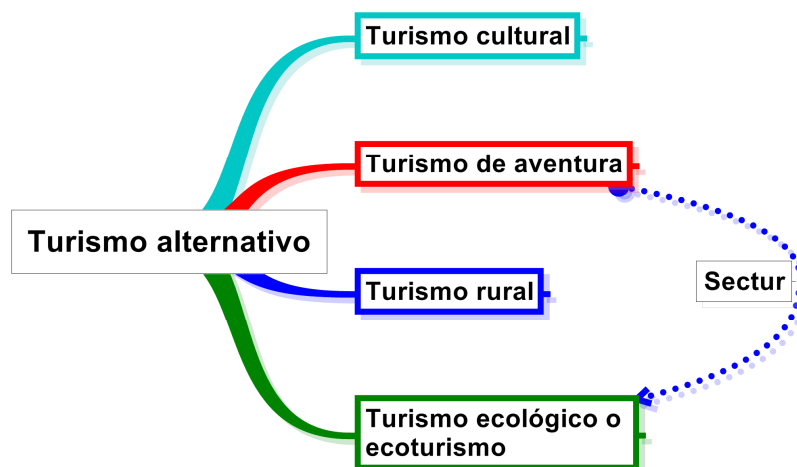 Turismo cultural
Turismo de aventura
Turismo alternativo
Sectur
Turismo rural
Turismo ecológico o
ecoturismo